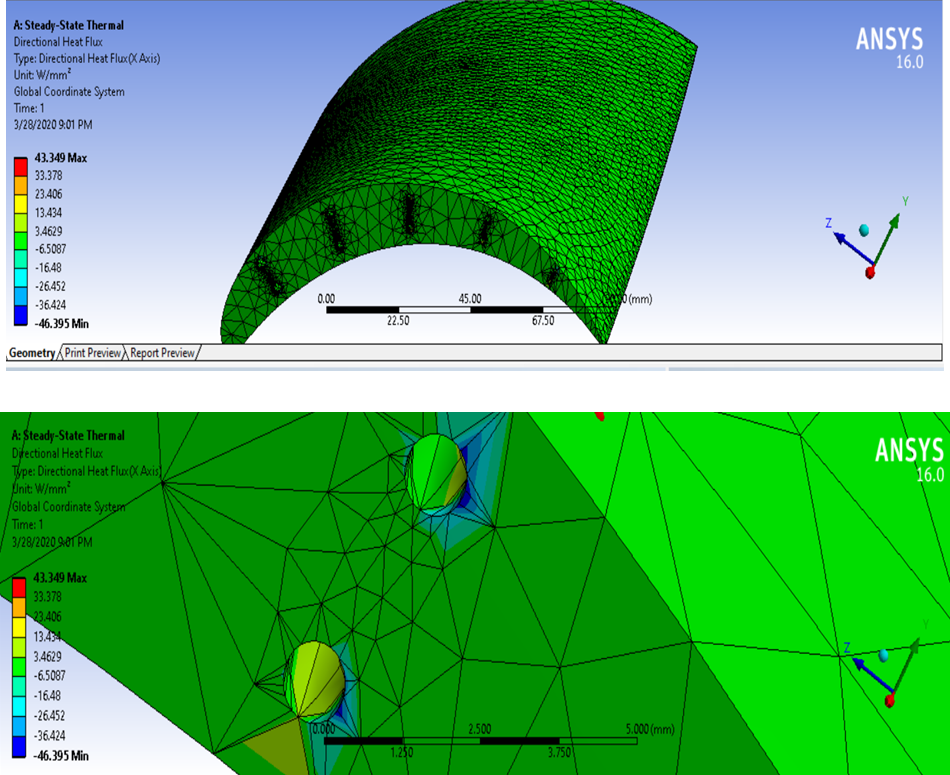 A: Steady-State Thermal
Directional Heat Flux
Type: Directional Heat Flux(X Axis)
Unit: W/mm²
Global Coordinate System
Time: 1
3/28/2020 9:01 PM
43.349 Max
33.378
23.406
13.434
3.4629
-6.5087
-16.48
-26.452
-36.424
-46.395 Min
ANSYS
16.0
Y
Z
0.00 45.00 (mm)
22.50 67.50
Geometry Print Preview Report Preview
A: Steady-State Thermal
Directional Heat Flux
Type: Directional Heat Flux(X Axis)
Unit: W/mm²
Global Coordinate System
Time: 1
3/28/2020 9:01 PM
43.349 Max
33.378
23.406
13.434
3.4629
-6.5087
-16.48
-26.452
-36.424
-46.395 Min
ANSYS
16.0
Y
Z
0.000 2.500 5.000 (mm)
1.250 3.750